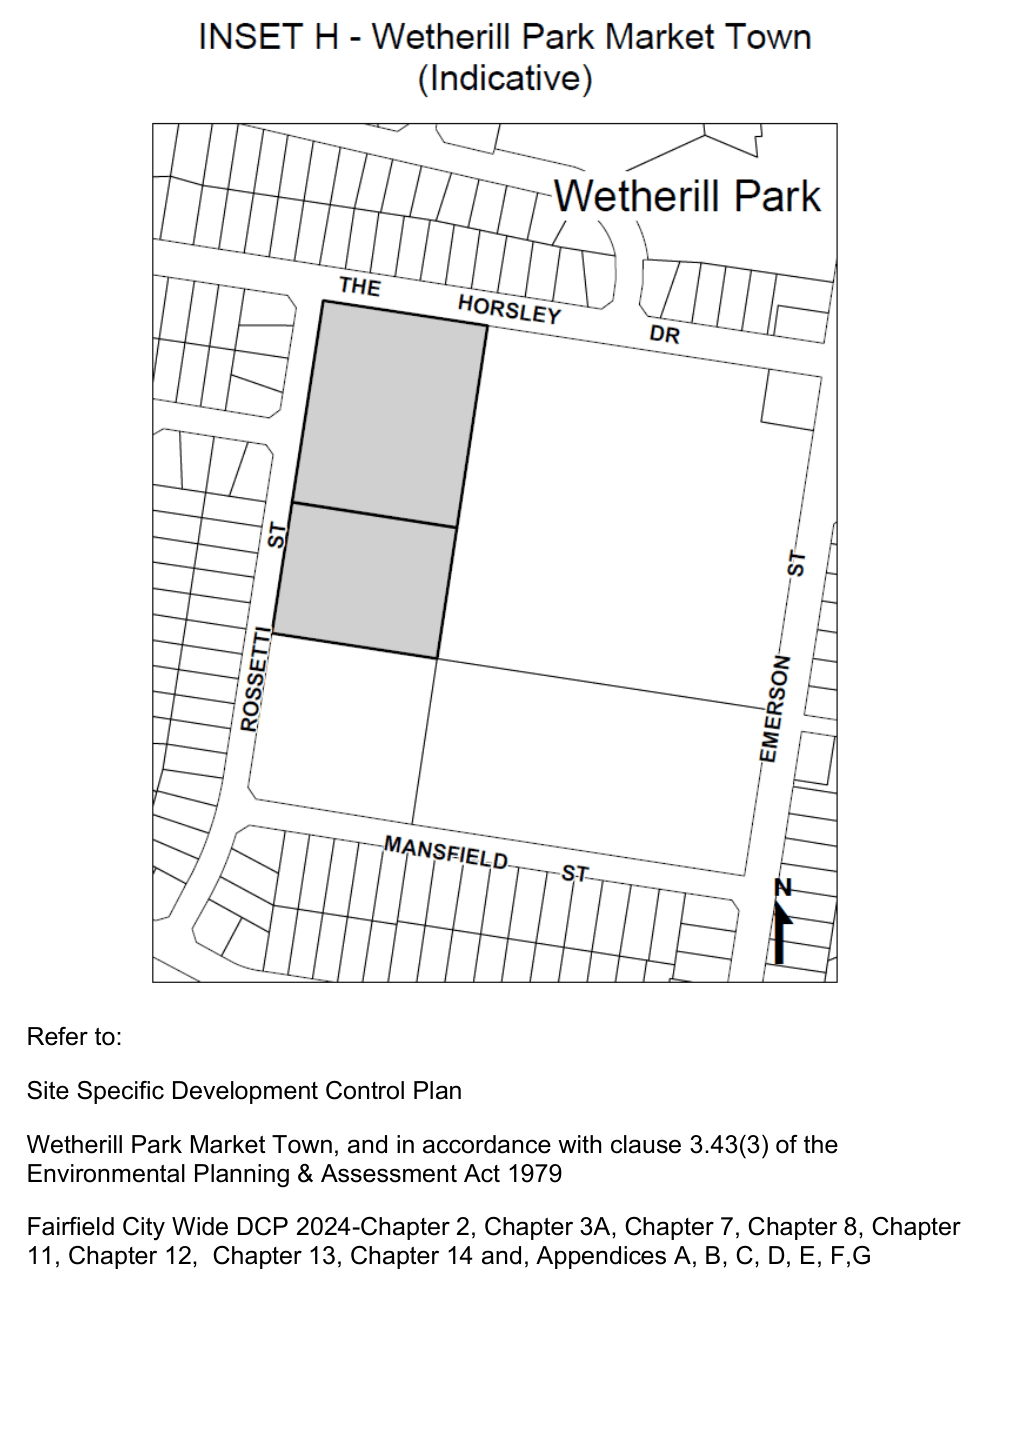 INSET H - Wetherill Park Market Town
(Indicative)
Wetherill Park
THE HORSLEY DR
ROSSETTI ST
EMERSON ST
MANSFIELD ST
N
Refer to:
Site Specific Development Control Plan
Wetherill Park Market Town, and in accordance with clause 3.43(3) of the
Environmental Planning & Assessment Act 1979
Fairfield City Wide DCP 2024-Chapter 2, Chapter 3A, Chapter 7, Chapter 8, Chapter
11, Chapter 12,  Chapter 13, Chapter 14 and, Appendices A, B, C, D, E, F,G